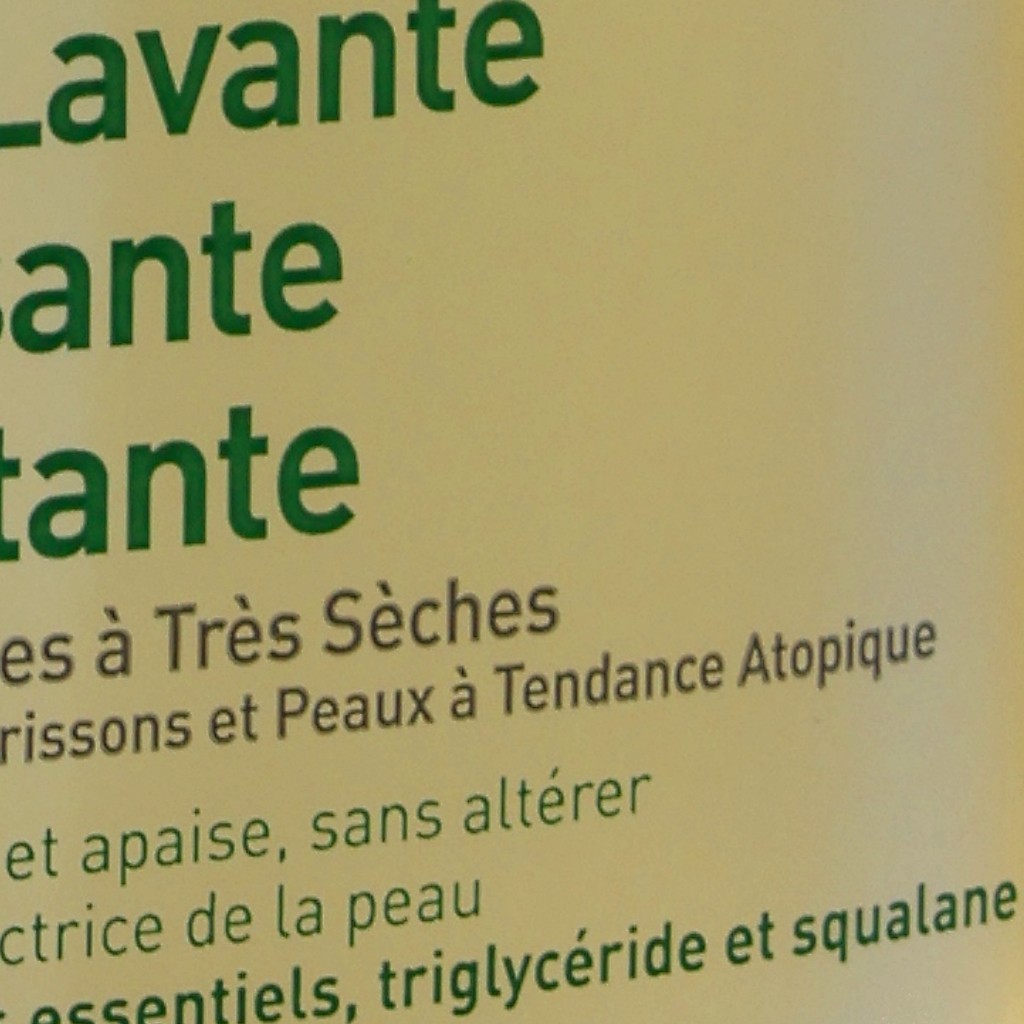 Lavante
sante
tante
es à Très Sèches
rissons et Peaux à Tendance Atopique
et apaise, sans altérer
ctrice de la peau
essentiels, triglycéride et squalane